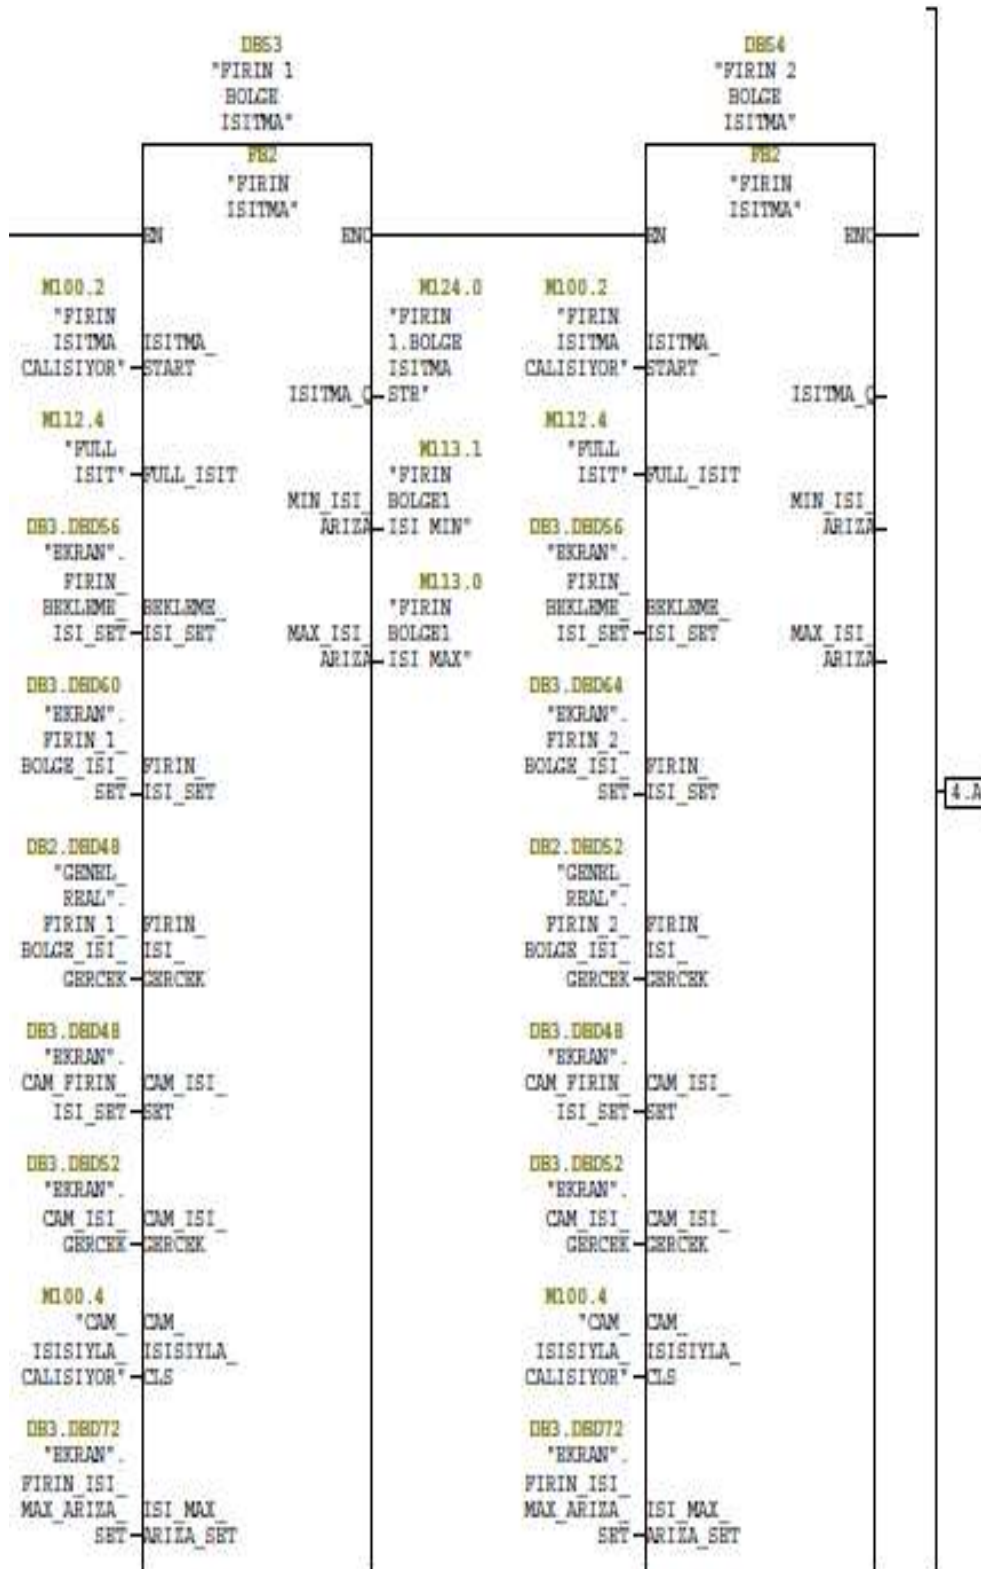 DB53
"FIRIN 1
BOLGE
ISITMA"
FB2
"FIRIN
ISITMA"
EN ENO
M100.2
"FIRIN
ISITMA ISITMA_
CALISIYOR" START
M112.4
"FULL
ISIT" FULL_ISIT
DB3.DBD56
"EKRAN".
FIRIN_
BEKLEME_ BEKLEME_
ISI_SET ISI_SET
DB3.DBD60
"EKRAN".
FIRIN_1_
BOLGE_ISI_ FIRIN_
SET ISI_SET
DB2.DBD48
"GENEL_
REAL".
FIRIN_1_ FIRIN_
BOLGE_ISI_ ISI_
GERCEK GERCEK
DB3.DBD48
"EKRAN".
CAM_FIRIN_ CAM_ISI_
ISI_SET SET
DB3.DBD52
"EKRAN".
CAM_ISI_ CAM_ISI_
GERCEK GERCEK
M100.4
"CAM_ CAM_
ISISIYLA_ ISISIYLA_
CALISIYOR" CLS
DB3.DBD72
"EKRAN".
FIRIN_ISI_
MAX_ARIZA_ ISI_MAX_
SET ARIZA_SET
M124.0
"FIRIN
1.BOLGE
ISITMA
ISITMA_Q STR"
M113.1
"FIRIN
MIN_ISI_ BOLGE1
ARIZA ISI MIN"
M113.0
"FIRIN
MAX_ISI_ BOLGE1
ARIZA ISI MAX"
DB54
"FIRIN 2
BOLGE
ISITMA"
FB2
"FIRIN
ISITMA"
EN ENO
M100.2
"FIRIN
ISITMA ISITMA_
CALISIYOR" START
M112.4
"FULL
ISIT" FULL_ISIT
DB3.DBD56
"EKRAN".
FIRIN_
BEKLEME_ BEKLEME_
ISI_SET ISI_SET
DB3.DBD64
"EKRAN".
FIRIN_2_
BOLGE_ISI_ FIRIN_
SET ISI_SET
DB2.DBD52
"GENEL_
REAL".
FIRIN_2_ FIRIN_
BOLGE_ISI_ ISI_
GERCEK GERCEK
DB3.DBD48
"EKRAN".
CAM_FIRIN_ CAM_ISI_
ISI_SET SET
DB3.DBD52
"EKRAN".
CAM_ISI_ CAM_ISI_
GERCEK GERCEK
M100.4
"CAM_ CAM_
ISISIYLA_ ISISIYLA_
CALISIYOR" CLS
DB3.DBD72
"EKRAN".
FIRIN_ISI_
MAX_ARIZA_ ISI_MAX_
SET ARIZA_SET
ISITMA_Q
MIN_ISI_
ARIZA
MAX_ISI_
ARIZA
4.A